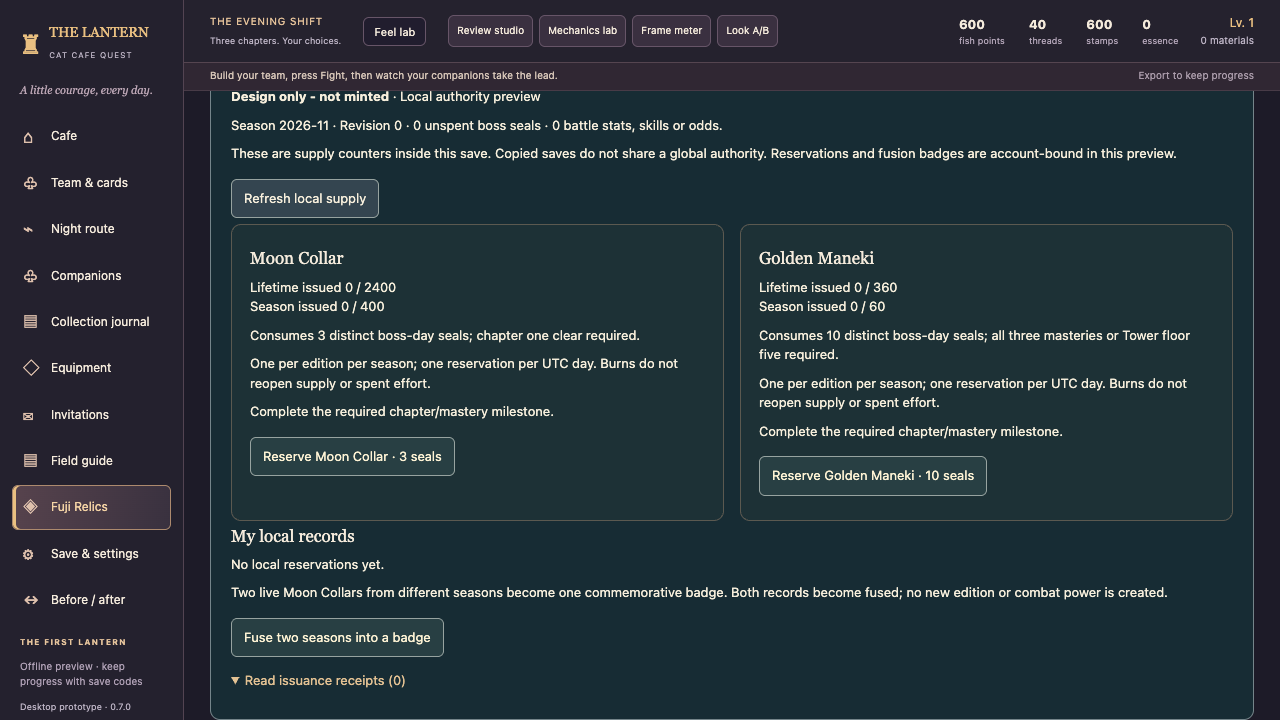 THE LANTERN
CAT CAFE QUEST
A little courage, every day.
Cafe
Team & cards
Night route
Companions
Collection journal
Equipment
Invitations
Field guide
Fuji Relics
Save & settings
Before / after
THE FIRST LANTERN
Offline preview · keep
progress with save codes
Desktop prototype · 0.7.0
THE EVENING SHIFT
Three chapters. Your choices.
Feel lab
Review studio
Mechanics lab
Frame meter
Look A/B
600
fish points
40
threads
600
stamps
0
essence
Lv. 1
0 materials
Build your team, press Fight, then watch your companions take the lead.
Export to keep progress
Design only - not minted · Local authority preview
Season 2026-11 · Revision 0 · 0 unspent boss seals · 0 battle stats, skills or odds.
These are supply counters inside this save. Copied saves do not share a global authority. Reservations and fusion badges are account-bound in this preview.
Refresh local supply
Moon Collar
Lifetime issued 0 / 2400
Season issued 0 / 400
Consumes 3 distinct boss-day seals; chapter one clear required.
One per edition per season; one reservation per UTC day. Burns do not
reopen supply or spent effort.
Complete the required chapter/mastery milestone.
Reserve Moon Collar · 3 seals
Golden Maneki
Lifetime issued 0 / 360
Season issued 0 / 60
Consumes 10 distinct boss-day seals; all three masteries or Tower floor
five required.
One per edition per season; one reservation per UTC day. Burns do not
reopen supply or spent effort.
Complete the required chapter/mastery milestone.
Reserve Golden Maneki · 10 seals
My local records
No local reservations yet.
Two live Moon Collars from different seasons become one commemorative badge. Both records become fused; no new edition or combat power is created.
Fuse two seasons into a badge
▼ Read issuance receipts (0)